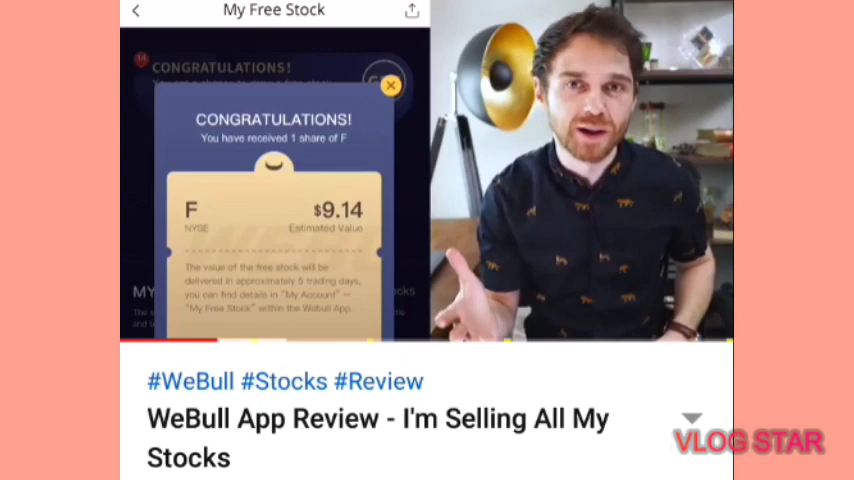 My Free Stock
14
CONGRATULATIONS!
CONGRATULATIONS!
You have received 1 share of F
F
$9.14
NYSE
Estimated Value
The value of the free stock will be
delivered in approximately 5 trading days,
you can find details in "My Account" –
"My Free Stock" within the Webull App.
MY
#WeBull #Stocks #Review
WeBull App Review - I'm Selling All My
Stocks
VLOG STAR